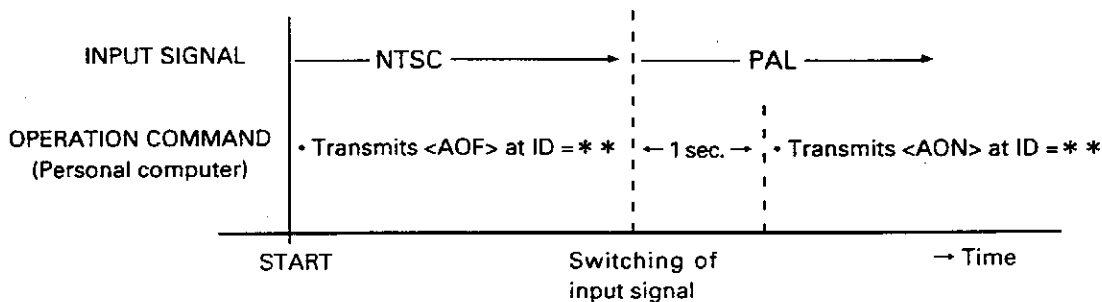 INPUT SIGNAL
NTSC
PAL
OPERATION COMMAND
(Personal computer)
• Transmits <AOF> at ID = * *
1 sec.
• Transmits <AON> at ID = * *
START
Switching of
input signal
→ Time